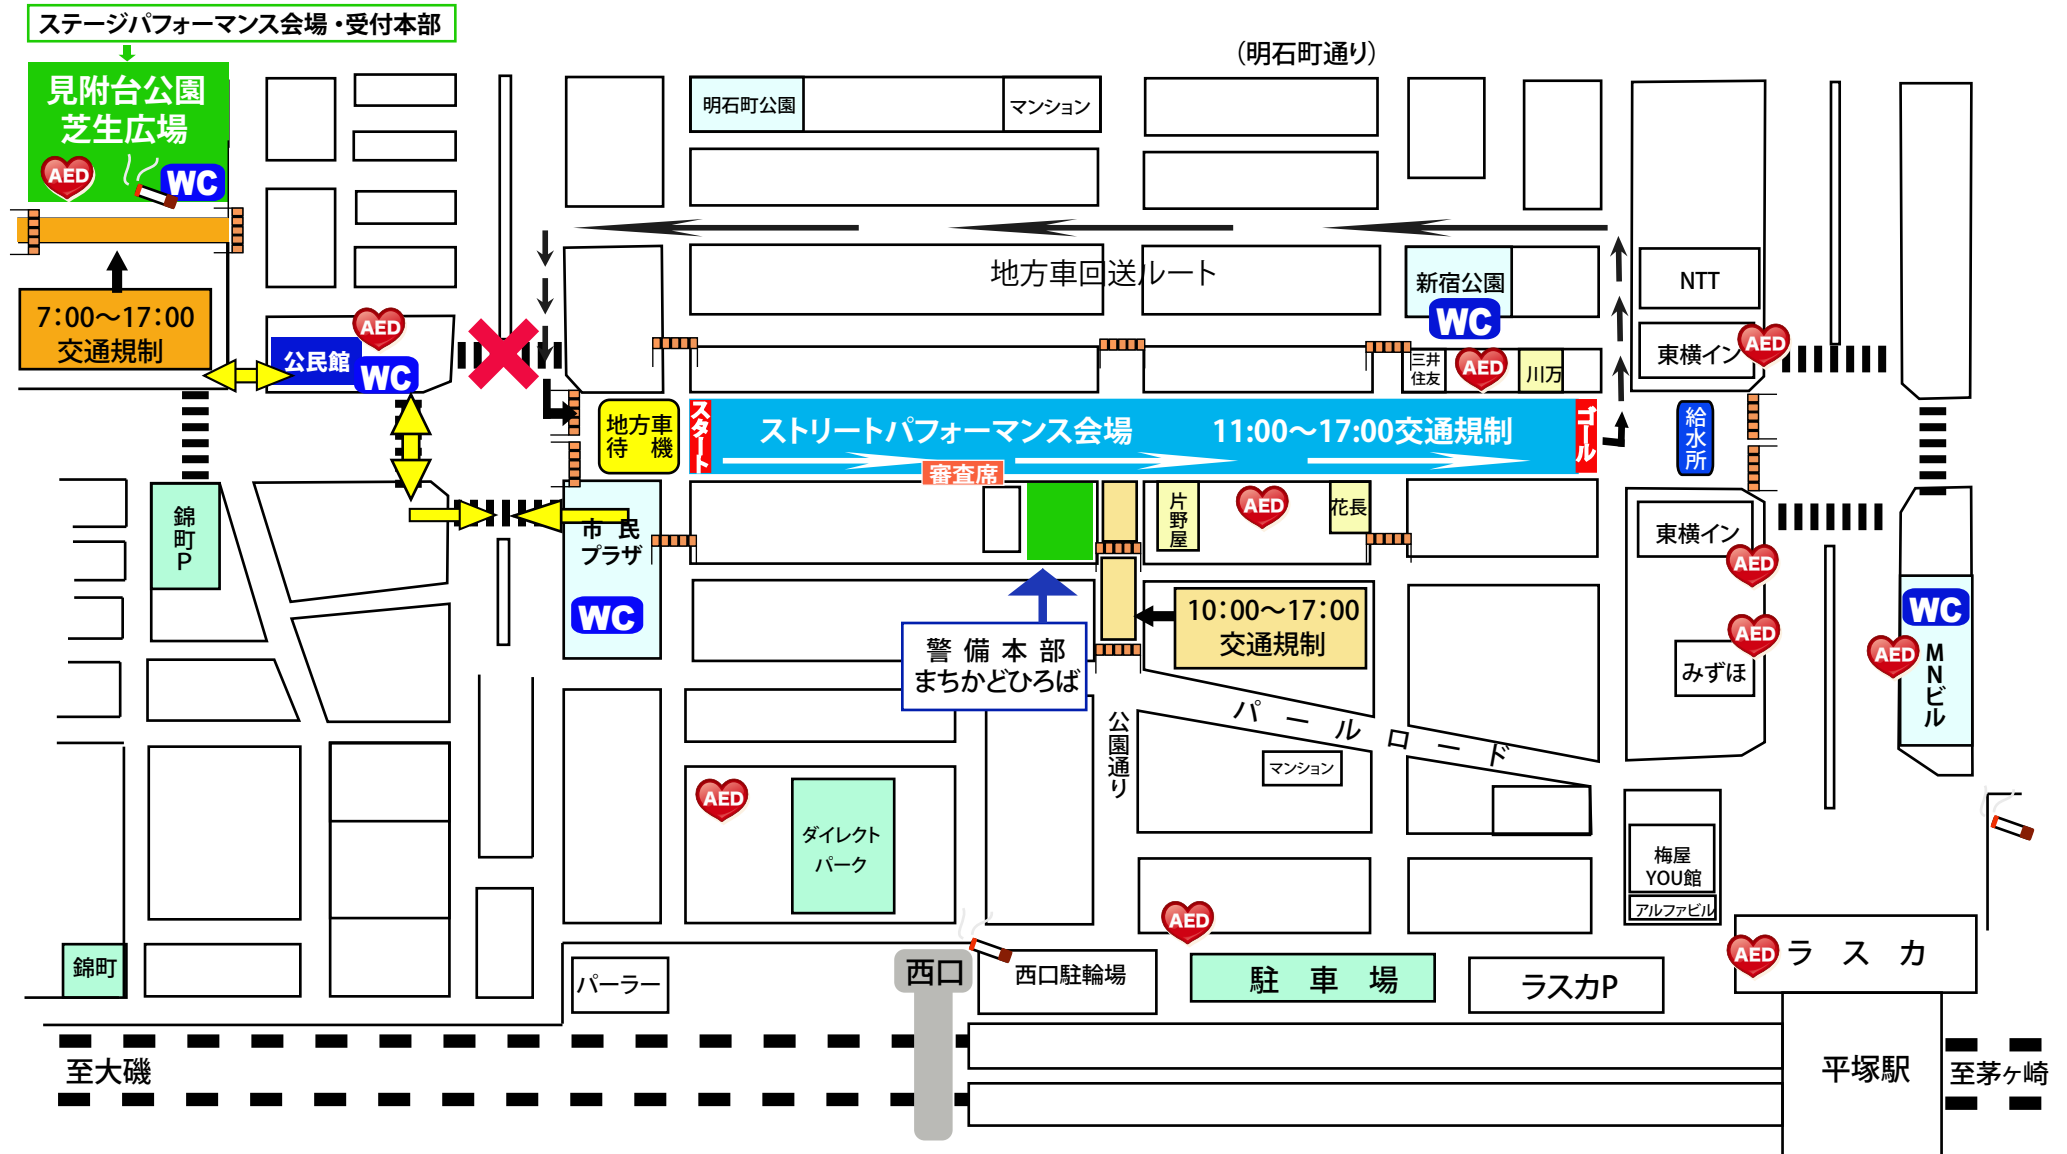 ステージパフォーマンス会場・受付本部
見附台公園
芝生広場
AED
WC
7:00〜17:00
交通規制
公民館
AED
WC
(明石町通り)
明石町公園
マンション
地方車回送ルート
新宿公園
WC
NTT
東横イン
AED
三井
住友
AED
川万
地方車
待 機
スタート
ストリートパフォーマンス会場
11:00〜17:00交通規制
ゴール
審査席
給水所
錦町P
市 民
プラザ
WC
片野屋
AED
花長
東横イン
AED
10:00〜17:00
交通規制
警 備 本 部
まちかどひろば
AED
みずほ
WC
AED
MNビル
パ ー ル ロ ー ド
公園通り
マンション
AED
ダイレクト
パーク
梅屋
YOU館
アルファビル
AED
錦町
パーラー
西口
西口駐輪場
駐 車 場
ラスカP
AED
ラ ス カ
至大磯
平塚駅
至茅ヶ崎